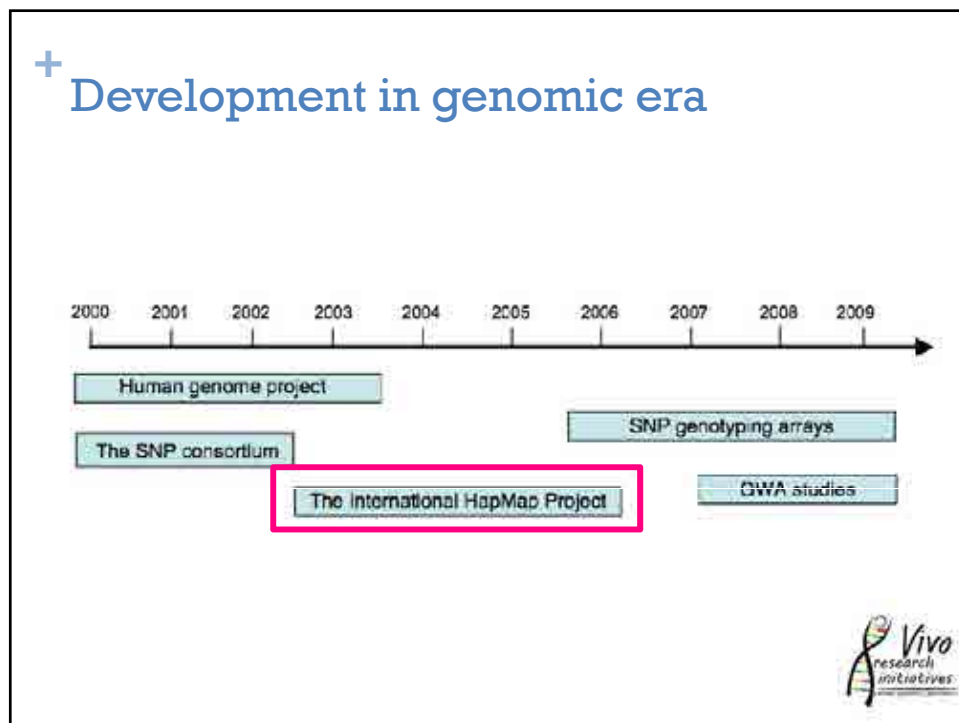 +
Development in genomic era
2000 2001 2002 2003 2004 2005 2006 2007 2008 2009
Human genome project
SNP genotyping arrays
The SNP consortium
GWA studies
The International HapMap Project
Vivo
research
initiatives